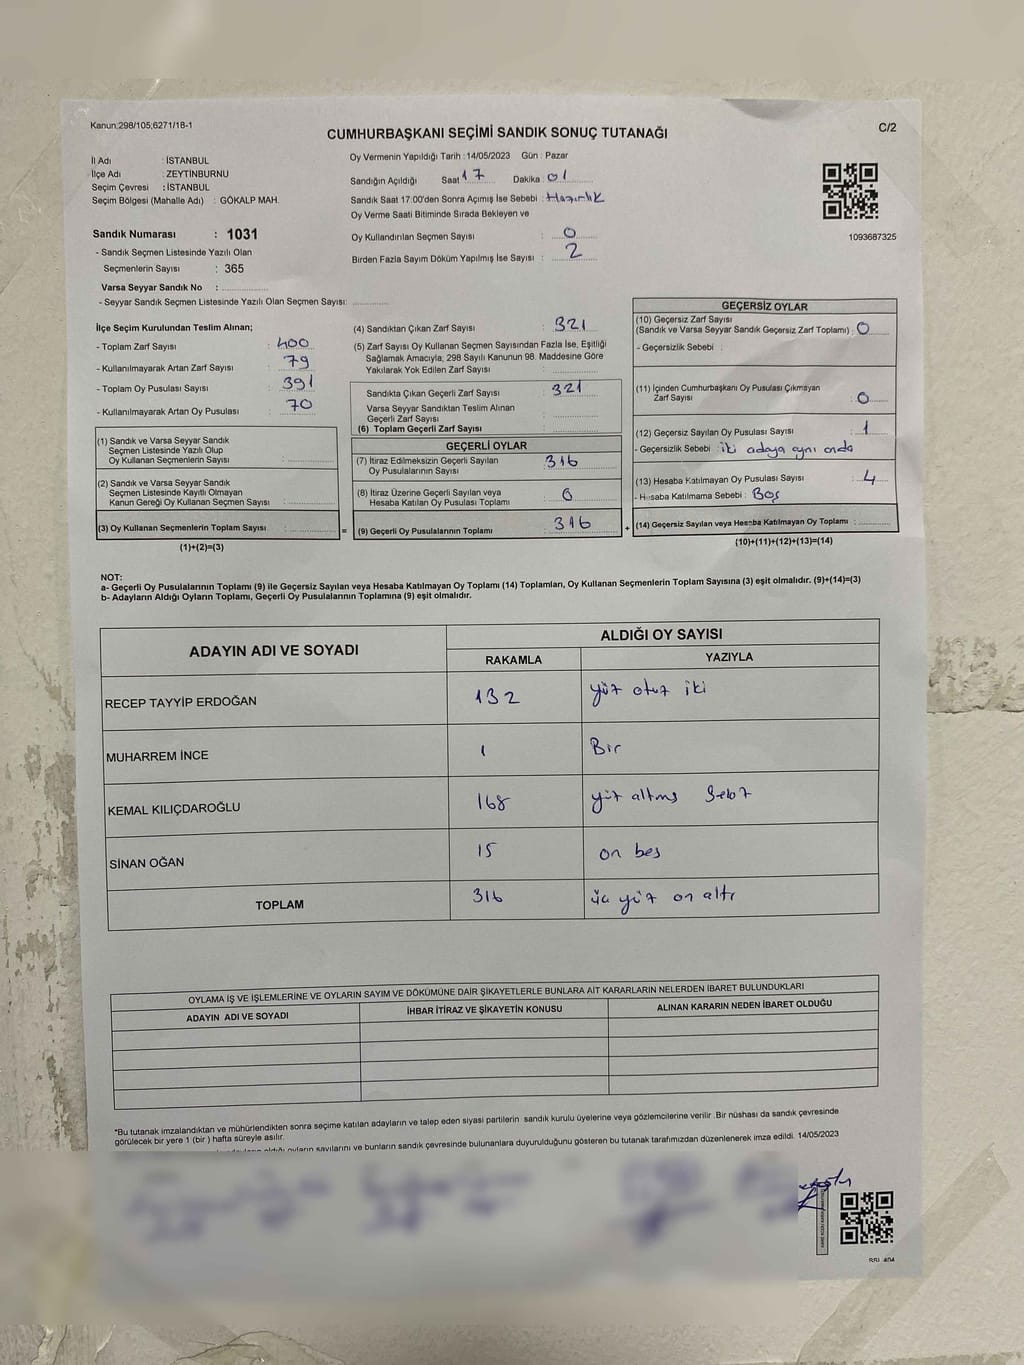 Kanun:298/105;6271/18-1
CUMHURBAŞKANI SEÇİMİ SANDIK SONUÇ TUTANAĞI
C/2
İl Adı : İSTANBUL
İlçe Adı : ZEYTİNBURNU
Seçim Çevresi : İSTANBUL
Seçim Bölgesi (Mahalle Adı) : GÖKALP MAH.
Oy Vermenin Yapıldığı Tarih :14/05/2023 Gün : Pazar
Sandığın Açıldığı Saat 17 Dakika : 01
Sandık Saat 17:00'den Sonra Açımış İse Sebebi : Hazırlık
Oy Verme Saati Bitiminde Sırada Bekleyen ve
Oy Kullandırılan Seçmen Sayısı : 0
Birden Fazla Sayım Döküm Yapılmış İse Sayısı : 2
1093687325
Sandık Numarası : 1031
- Sandık Seçmen Listesinde Yazılı Olan
Seçmenlerin Sayısı : 365
Varsa Seyyar Sandık No :
- Seyyar Sandık Seçmen Listesinde Yazılı Olan Seçmen Sayısı:
İlçe Seçim Kurulundan Teslim Alınan;
- Toplam Zarf Sayısı : 400
- Kullanılmayarak Artan Zarf Sayısı : 79
- Toplam Oy Pusulası Sayısı : 391
- Kullanılmayarak Artan Oy Pusulası : 70
(1) Sandık ve Varsa Seyyar Sandık
Seçmen Listesinde Yazılı Olup
Oy Kullanan Seçmenlerin Sayısı :
(2) Sandık ve Varsa Seyyar Sandık
Seçmen Listesinde Kayıtlı Olmayan
Kanun Gereği Oy Kullanan Seçmen Sayısı :
(3) Oy Kullanan Seçmenlerin Toplam Sayısı :
(1)+(2)=(3)
(4) Sandıktan Çıkan Zarf Sayısı : 321
(5) Zarf Sayısı Oy Kullanan Seçmen Sayısından Fazla İse, Eşitliği
Sağlamak Amacıyla; 298 Sayılı Kanunun 98. Maddesine Göre
Yakılarak Yok Edilen Zarf Sayısı :
Sandıkta Çıkan Geçerli Zarf Sayısı : 321
Varsa Seyyar Sandıktan Teslim Alınan
Geçerli Zarf Sayısı :
(6) Toplam Geçerli Zarf Sayısı :
GEÇERLİ OYLAR
(7) İtiraz Edilmeksizin Geçerli Sayılan
Oy Pusulalarının Sayısı : 316
(8) İtiraz Üzerine Geçerli Sayılan veya
Hesaba Katılan Oy Pusulası Toplamı : 0
= (9) Geçerli Oy Pusulalarının Toplamı : 316
GEÇERSİZ OYLAR
(10) Geçersiz Zarf Sayısı
(Sandık ve Varsa Seyyar Sandık Geçersiz Zarf Toplamı) : 0
- Geçersizlik Sebebi :
(11) İçinden Cumhurbaşkanı Oy Pusulası Çıkmayan
Zarf Sayısı : 0
(12) Geçersiz Sayılan Oy Pusulası Sayısı : 1
- Geçersizlik Sebebi : iki adaya aynı anda
(13) Hesaba Katılmayan Oy Pusulası Sayısı : 4
- Hesaba Katılmama Sebebi : Boş
+ (14) Geçersiz Sayılan veya Hesaba Katılmayan Oy Toplamı :
(10)+(11)+(12)+(13)=(14)
NOT:
a- Geçerli Oy Pusulalarının Toplamı (9) ile Geçersiz Sayılan veya Hesaba Katılmayan Oy Toplamı (14) Toplamları, Oy Kullanan Seçmenlerin Toplam Sayısına (3) eşit olmalıdır. (9)+(14)=(3)
b- Adayların Aldığı Oyların Toplamı, Geçerli Oy Pusulalarının Toplamına (9) eşit olmalıdır.
ADAYIN ADI VE SOYADI ALDIĞI OY SAYISI
RAKAMLA YAZIYLA
RECEP TAYYİP ERDOĞAN 132 yüz otuz iki
MUHARREM İNCE 1 Bir
KEMAL KILIÇDAROĞLU 168 yüz altmış Sekiz
SİNAN OĞAN 15 on beş
TOPLAM 316 üç yüz on altı
OYLAMA İŞ VE İŞLEMLERİNE VE OYLARIN SAYIM VE DÖKÜMÜNE DAİR ŞİKAYETLERLE BUNLARA AİT KARARLARIN NELERDEN İBARET BULUNDUKLARI
ADAYIN ADI VE SOYADI İHBAR İTİRAZ VE ŞİKAYETİN KONUSU ALINAN KARARIN NEDEN İBARET OLDUĞU
*Bu tutanak imzalandıktan ve mühürlendikten sonra seçime katılan adayların ve talep eden siyasi partilerin sandık kurulu üyelerine veya gözlemcilerine verilir. Bir nüshası da sandık çevresinde
görülecek bir yere 1 (bir) hafta süreyle asılır.
oyların sayılarını ve bunların sandık çevresinde bulunanlara duyurulduğunu gösteren bu tutanak tarafımızdan düzenlenerek imza edildi. 14/05/2023